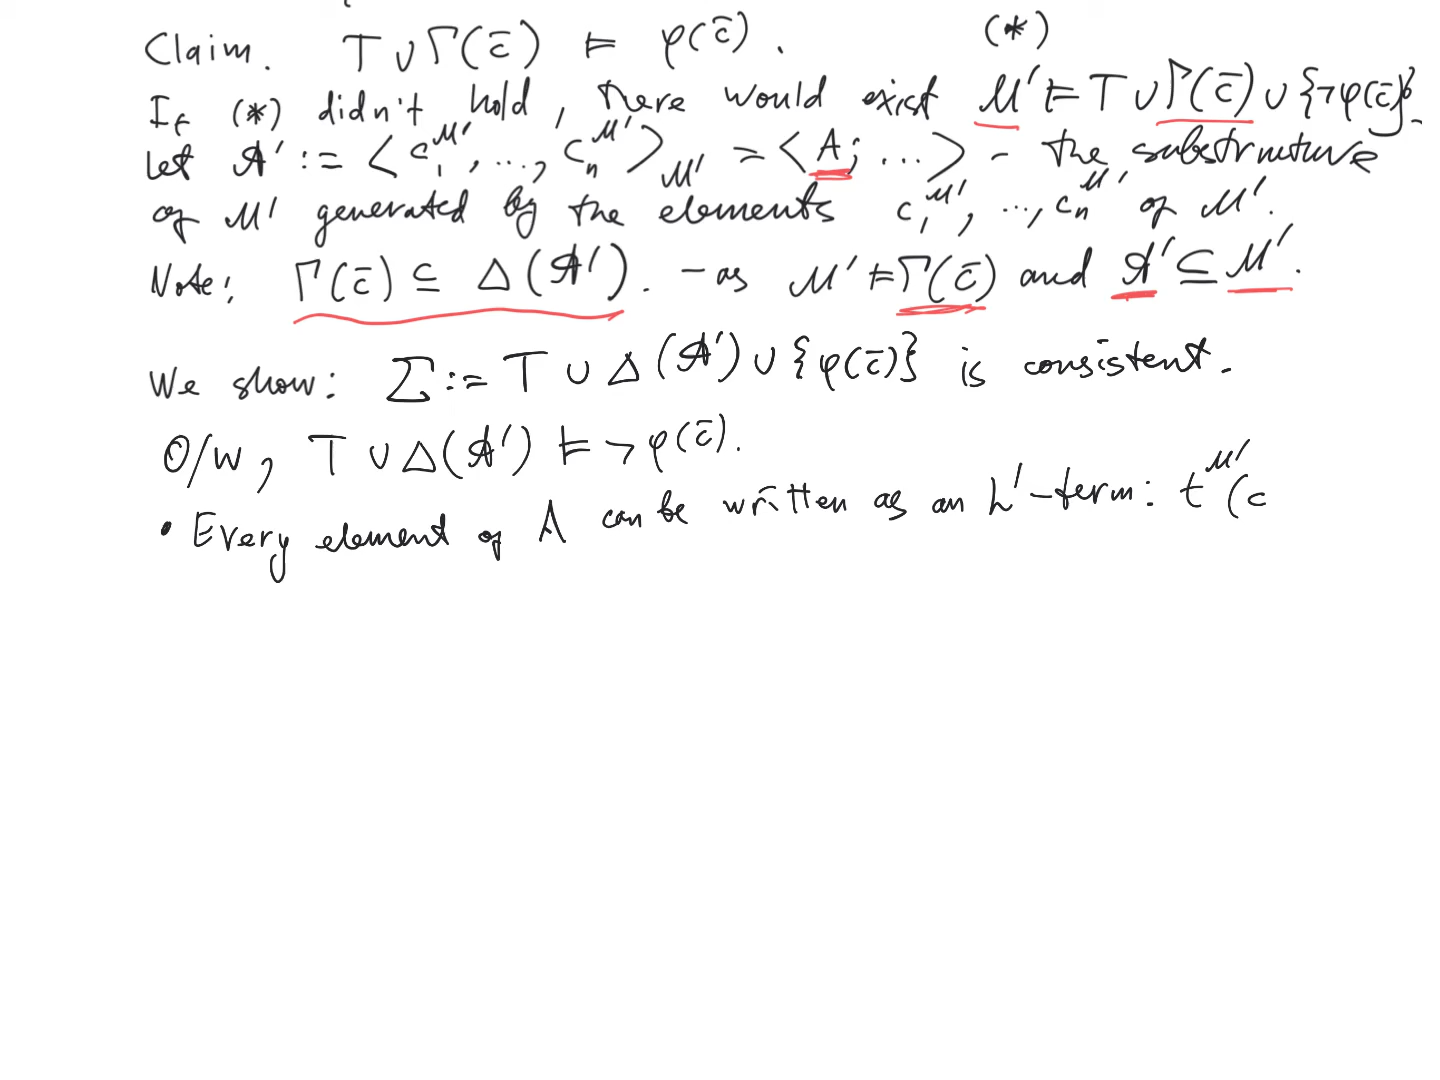 (*)
Claim. T ∪ Γ(c̄) ⊨ φ(c̄).
If (*) didn't hold, there would exist M' ⊨ T ∪ Γ(c̄) ∪ {¬φ(c̄)}.
Let A' := <c₁^M', ..., cₙ^M'>_M' = <A; ...> - the substructure
of M' generated by the elements c₁^M', ..., cₙ^M' of M'.
Note: Γ(c̄) ⊆ Δ(A'). - as M' ⊨ Γ(c̄) and A' ⊆ M'.
We show: Σ := T ∪ Δ(A') ∪ {φ(c̄)} is consistent.
O/w, T ∪ Δ(A') ⊨ ¬φ(c̄).
• Every element of A can be written as an L'-term: t^M'(c